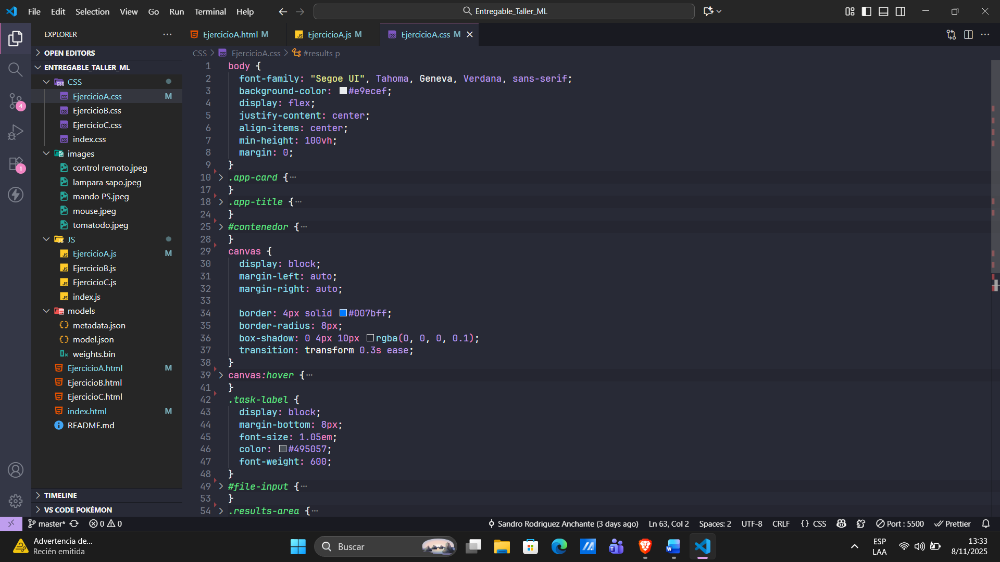 File Edit Selection View Go Run Terminal Help
Entregable_Taller_ML
EXPLORER
OPEN EDITORS
ENTREGABLE_TALLER_ML
CSS
EjercicioA.css M
EjercicioB.css
EjercicioC.css
index.css
images
control remoto.jpeg
lampara sapo.jpeg
mando PS.jpeg
mouse.jpeg
tomatodo.jpeg
JS
EjercicioA.js M
EjercicioB.js
EjercicioC.js
index.js
models
metadata.json
model.json
weights.bin
EjercicioA.html M
EjercicioB.html
EjercicioC.html
index.html M
README.md
TIMELINE
VS CODE POKÉMON
4
1
EjercicioA.html M EjercicioA.js M EjercicioA.css M
CSS > EjercicioA.css > #results p
1 body {
2 font-family: "Segoe UI", Tahoma, Geneva, Verdana, sans-serif;
3 background-color: #e9ecef;
4 display: flex;
5 justify-content: center;
6 align-items: center;
7 min-height: 100vh;
8 margin: 0;
9 }
10 .app-card {···
17 }
18 .app-title {···
24 }
25 #contenedor {···
28 }
29 canvas {
30 display: block;
31 margin-left: auto;
32 margin-right: auto;
33
34 border: 4px solid #007bff;
35 border-radius: 8px;
36 box-shadow: 0 4px 10px rgba(0, 0, 0, 0.1);
37 transition: transform 0.3s ease;
38 }
39 canvas:hover {···
41 }
42 .task-label {
43 display: block;
44 margin-bottom: 8px;
45 font-size: 1.05em;
46 color: #495057;
47 font-weight: 600;
48 }
49 #file-input {···
53 }
54 .results-area {···
master* 0 0 Sandro Rodriguez Anchante (3 days ago) Ln 63, Col 2 Spaces: 2 UTF-8 CRLF {} CSS Port : 5500 Prettier
Advertencia de...
Recién emitida
Buscar
ESP
LAA
13:33
8/11/2025